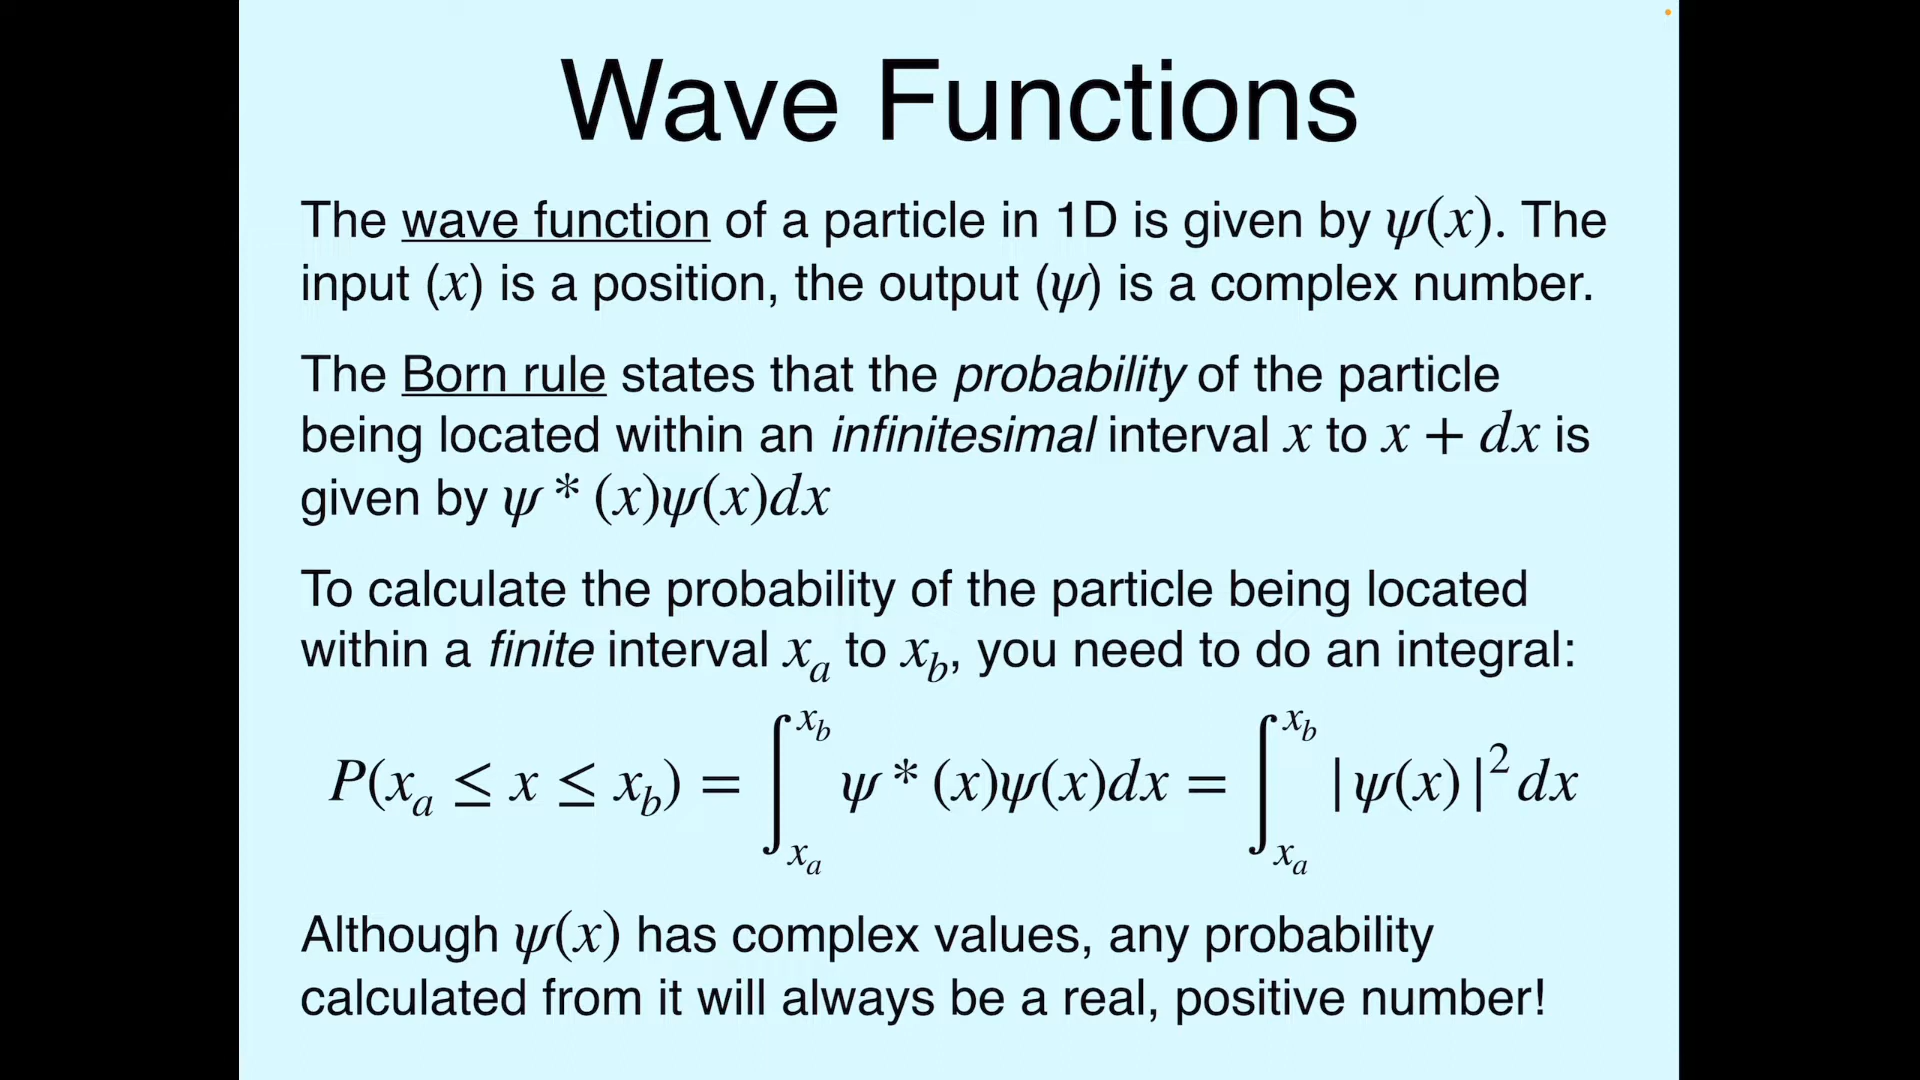 Wave Functions
The wave function of a particle in 1D is given by ψ(x). The
input (x) is a position, the output (ψ) is a complex number.
The Born rule states that the probability of the particle
being located within an infinitesimal interval x to x + dx is
given by ψ * (x)ψ(x)dx
To calculate the probability of the particle being located
within a finite interval xₐ to x_b, you need to do an integral:
P(xₐ ≤ x ≤ x_b) = ∫_{xₐ}^{x_b} ψ * (x)ψ(x)dx = ∫_{xₐ}^{x_b} |ψ(x)|² dx
Although ψ(x) has complex values, any probability
calculated from it will always be a real, positive number!